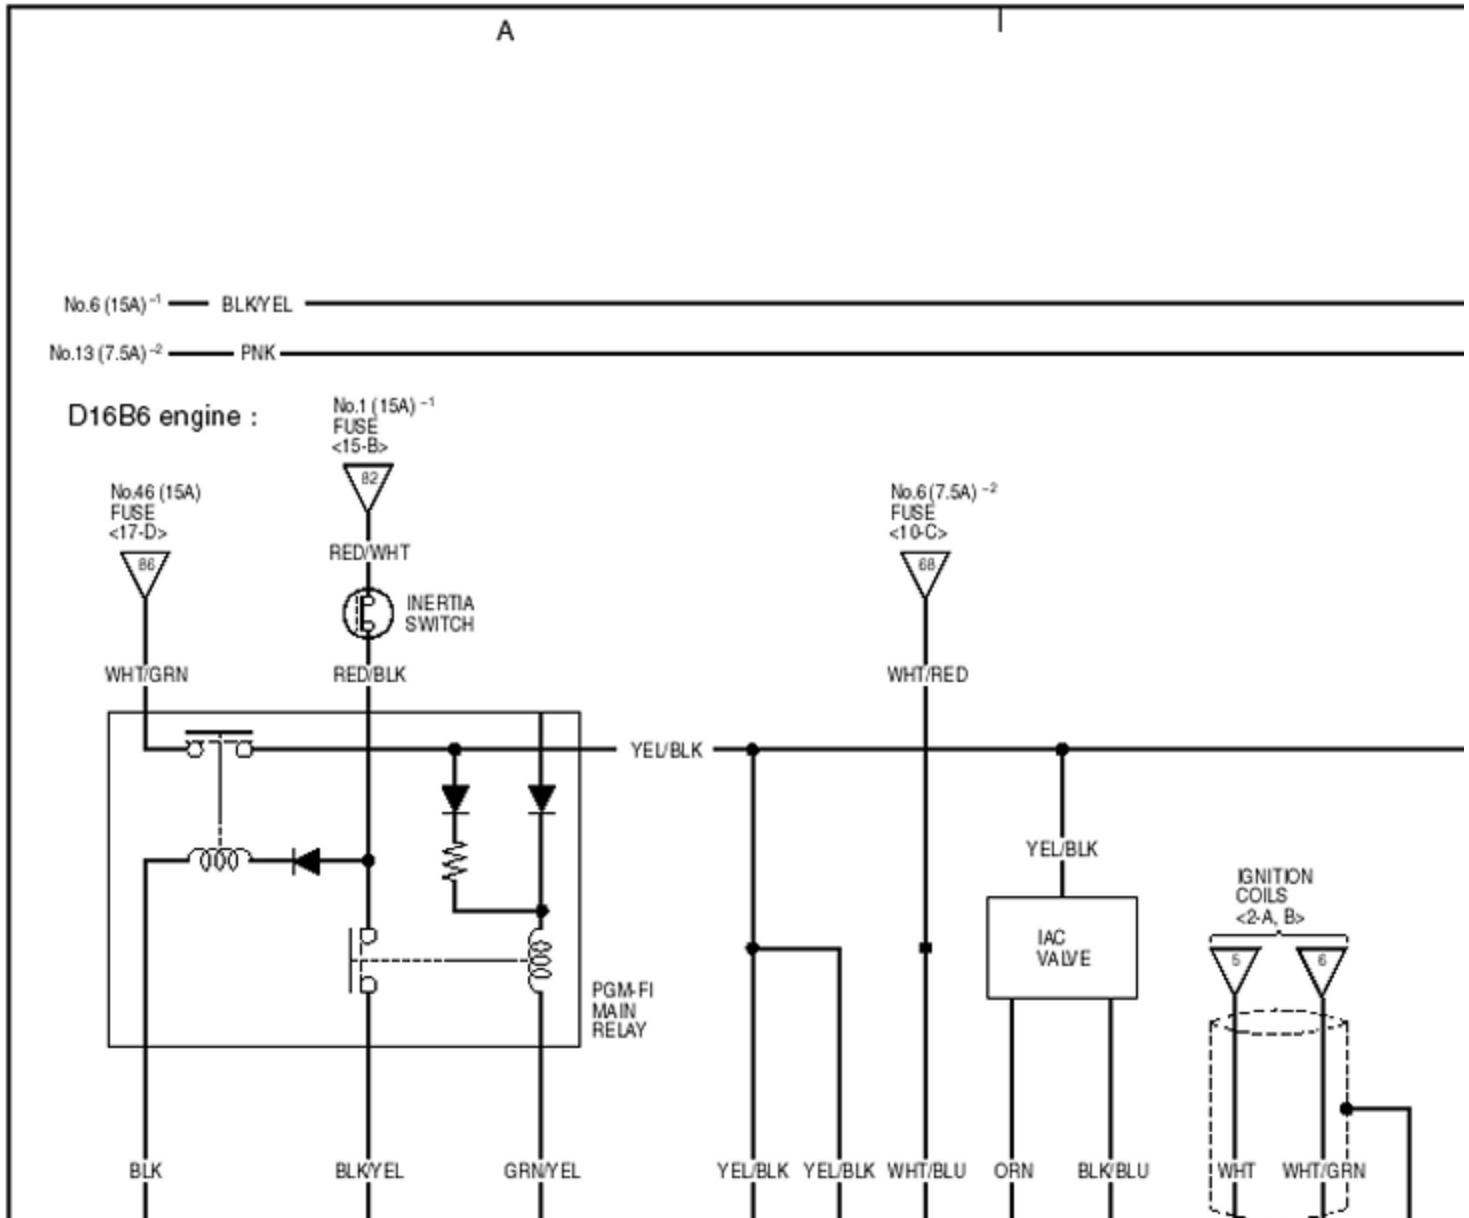 A
No.6 (15A) –1 BLK/YEL
No.13 (7.5A) –2 PNK
D16B6 engine :
No.1 (15A) –1
FUSE
<15-B>
82
No.46 (15A)
FUSE
<17-D>
86
No.6(7.5A) –2
FUSE
<10-C>
68
RED/WHT
INERTIA
SWITCH
WHT/GRN
RED/BLK
WHT/RED
YEL/BLK
YEL/BLK
IAC
VALVE
IGNITION
COILS
<2-A, B>
5
6
PGM-FI
MAIN
RELAY
BLK
BLK/YEL
GRN/YEL
YEL/BLK
YEL/BLK
WHT/BLU
ORN
BLK/BLU
WHT
WHT/GRN